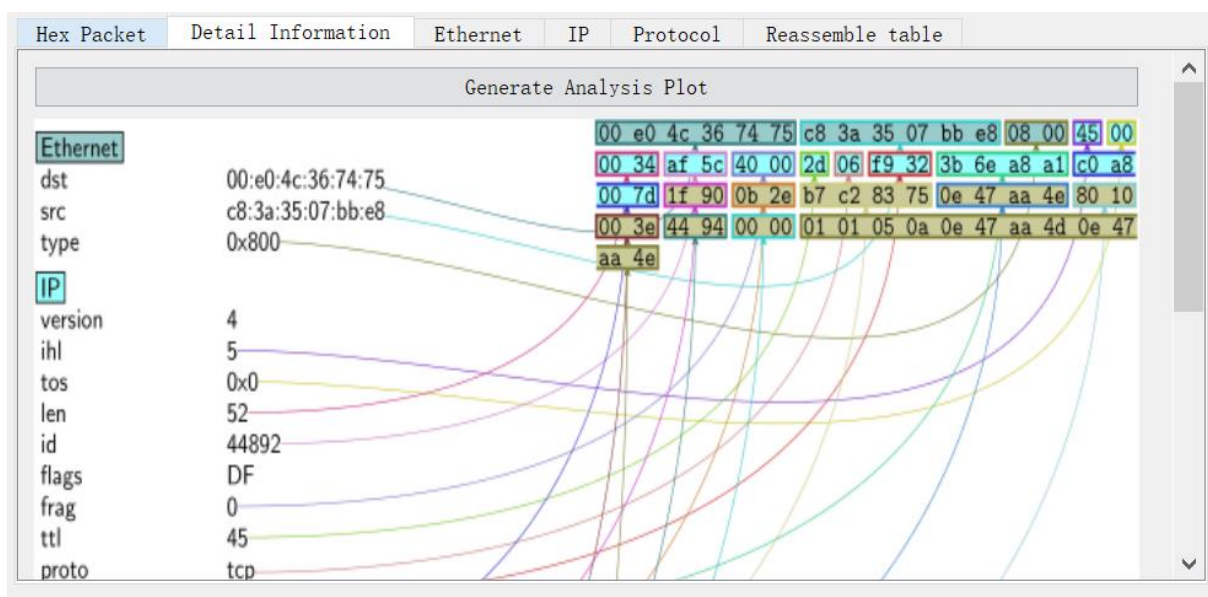 Hex Packet Detail Information Ethernet IP Protocol Reassemble table
Generate Analysis Plot
Ethernet
dst 00:e0:4c:36:74:75
src c8:3a:35:07:bb:e8
type 0x800
IP
version 4
ihl 5
tos 0x0
len 52
id 44892
flags DF
frag 0
ttl 45
proto tcp
00 e0 4c 36 74 75 c8 3a 35 07 bb e8 08 00 45 00
00 34 af 5c 40 00 2d 06 f9 32 3b 6e a8 a1 c0 a8
00 7d 1f 90 0b 2e b7 c2 83 75 0e 47 aa 4e 80 10
00 3e 44 94 00 00 01 01 05 0a 0e 47 aa 4d 0e 47
aa 4e